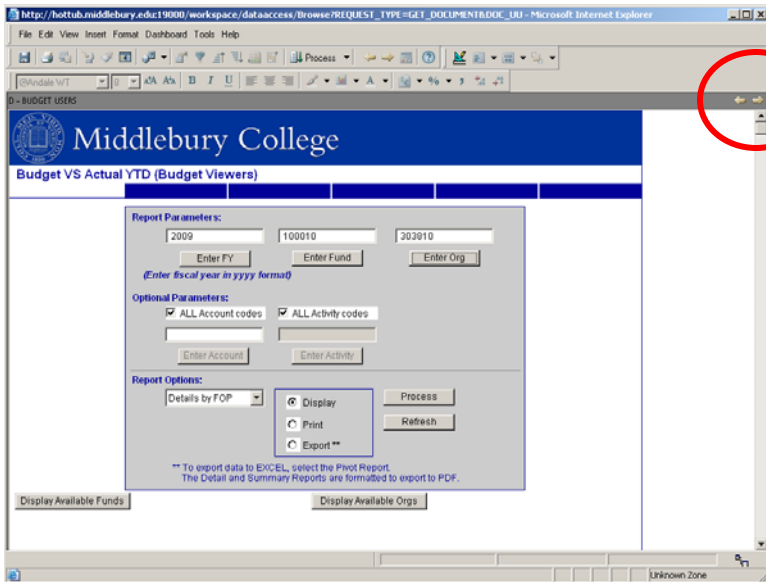 http://hottub.middlebury.edu:19000/workspace/dataaccess/Browse?REQUEST_TYPE=GET_DOCUMENT&DOC_UU - Microsoft Internet Explorer
File Edit View Insert Format Dashboard Tools Help
Process
@Andale WT 9 B I U A %
D - BUDGET USERS
Middlebury College
Budget VS Actual YTD (Budget Viewers)
Report Parameters:
2009 100010 303810
Enter FY Enter Fund Enter Org
(Enter fiscal year in yyyy format)
Optional Parameters:
ALL Account codes ALL Activity codes
Enter Account Enter Activity
Report Options:
Details by FOP Display Process
Print Refresh
Export **
** To export data to EXCEL, select the Pivot Report.
The Detail and Summary Reports are formatted to export to PDF.
Display Available Funds Display Available Orgs
Unknown Zone